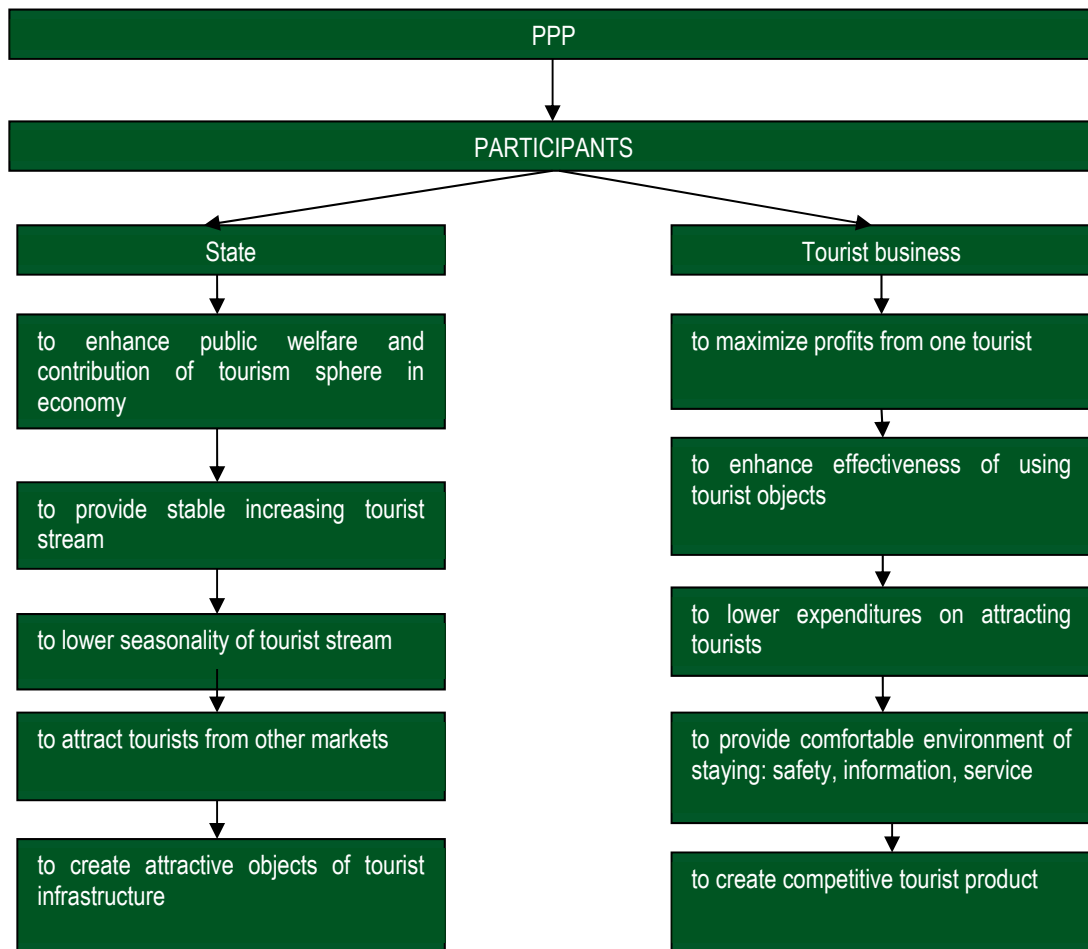 PPP
PARTICIPANTS
State
to enhance public welfare and
contribution of tourism sphere in
economy
to provide stable increasing tourist
stream
to lower seasonality of tourist stream
to attract tourists from other markets
to create attractive objects of tourist
infrastructure
Tourist business
to maximize profits from one tourist
to enhance effectiveness of using
tourist objects
to lower expenditures on attracting
tourists
to provide comfortable environment of
staying: safety, information, service
to create competitive tourist product